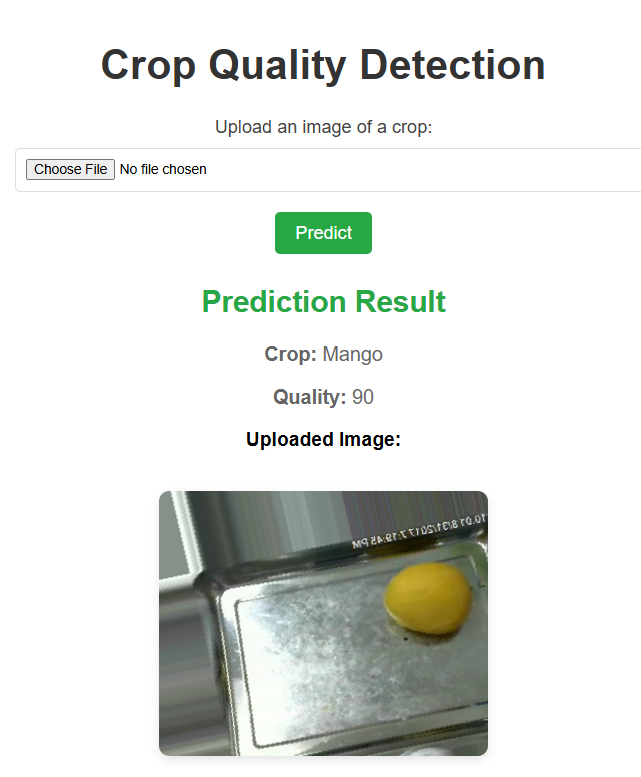 Crop Quality Detection
Upload an image of a crop:
Choose File No file chosen
Predict
Prediction Result
Crop: Mango
Quality: 90
Uploaded Image: